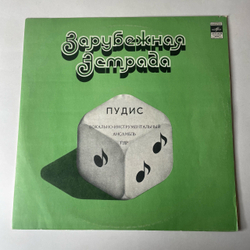 Зарубежная
Эстрада
ПУДИС
ВОКАЛЬНО-ИНСТРУМЕНТАЛЬНЫЙ
АНСАМБЛЬ
ГДР